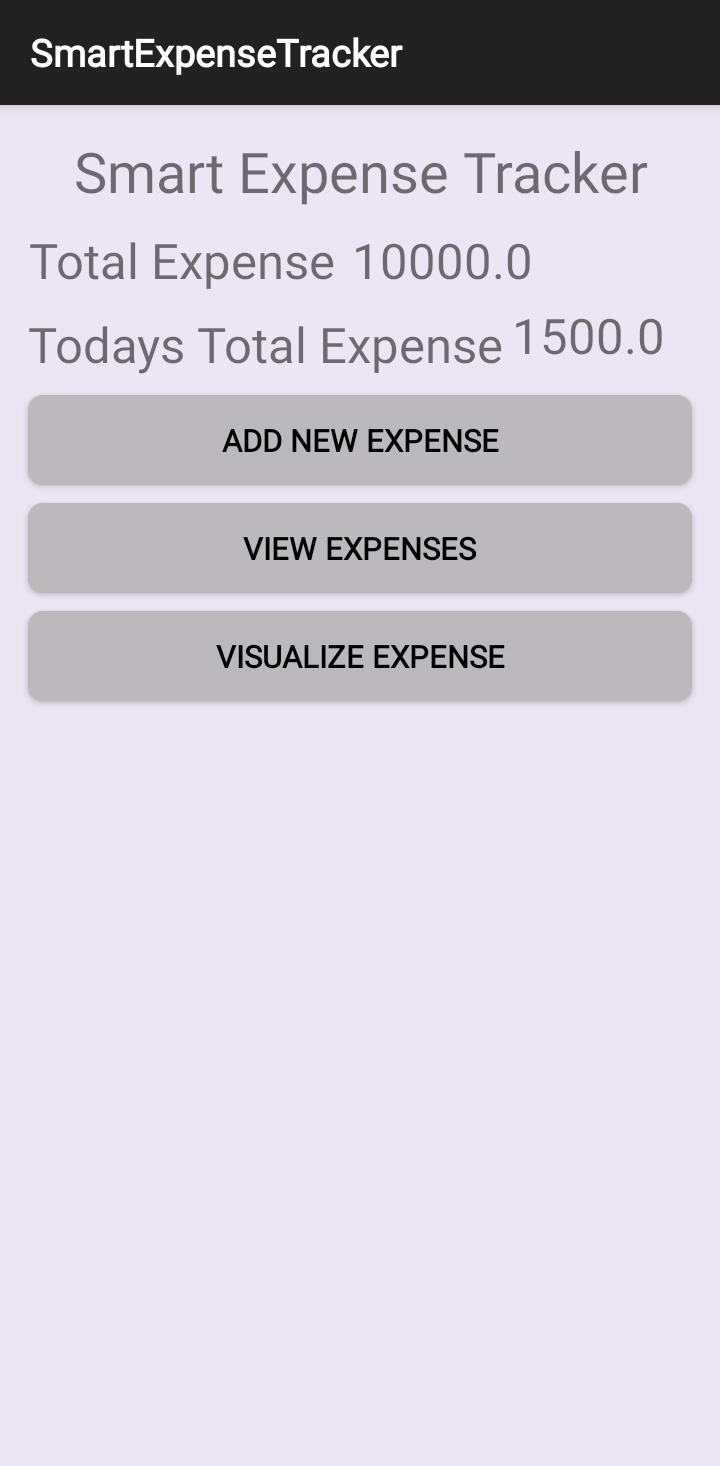 SmartExpenseTracker
Smart Expense Tracker
Total Expense 10000.0
Todays Total Expense 1500.0
ADD NEW EXPENSE
VIEW EXPENSES
VISUALIZE EXPENSE